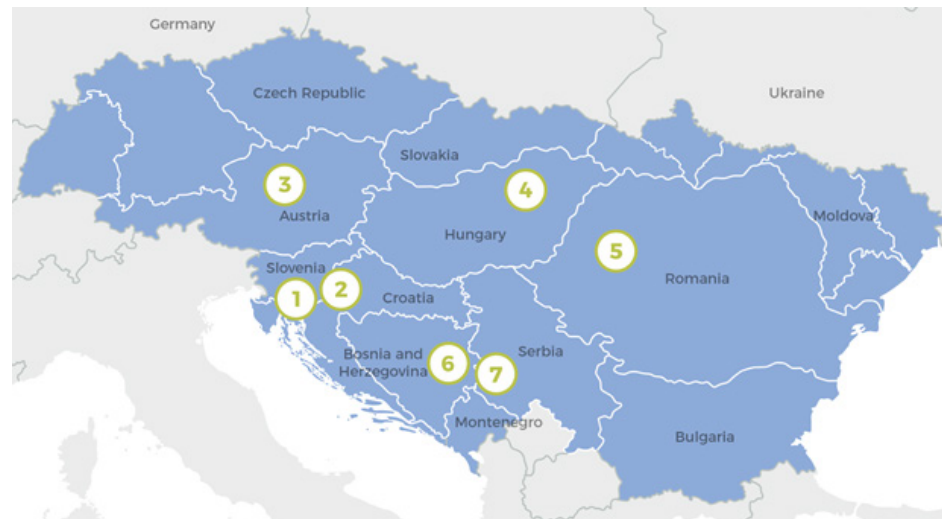 Germany
Czech Republic
Ukraine
Slovakia
3
4
Austria
Moldova
Hungary
5
Slovenia
Romania
2
1
Croatia
Bosnia and
Herzegovina
6
Serbia
7
Montenegro
Bulgaria